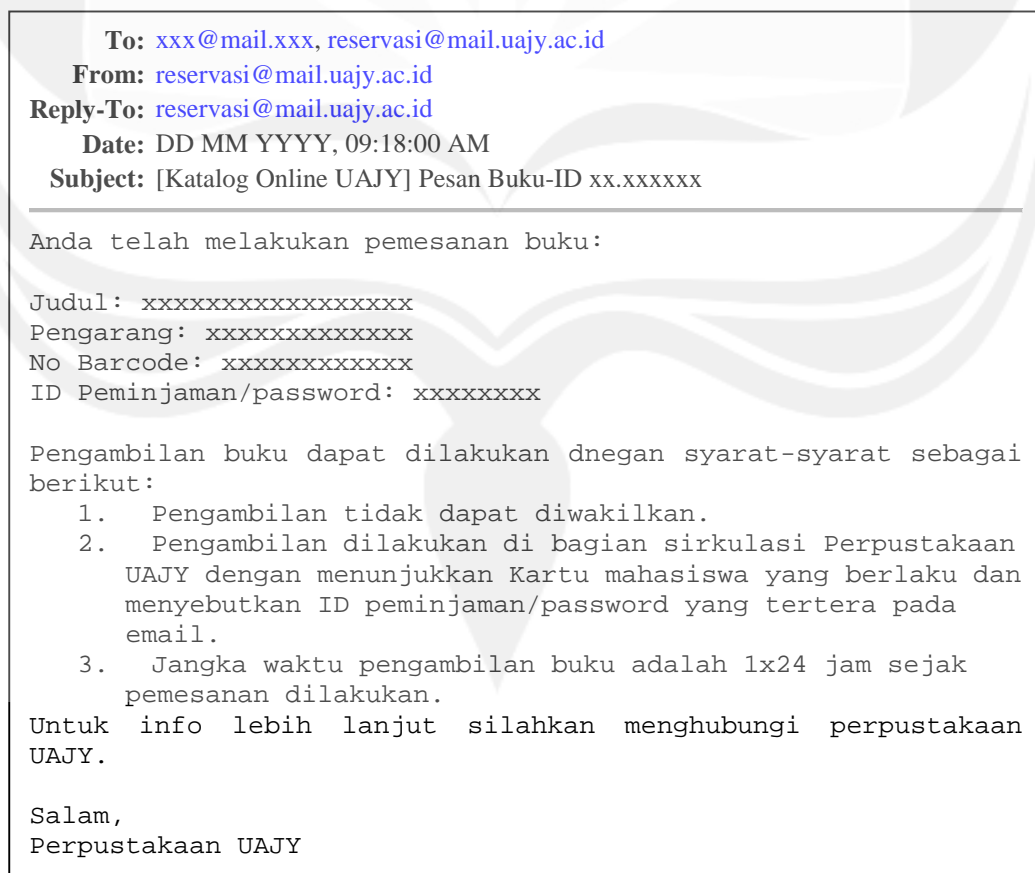 To: xxx@mail.xxx, reservasi@mail.uajy.ac.id
From: reservasi@mail.uajy.ac.id
Reply-To: reservasi@mail.uajy.ac.id
Date: DD MM YYYY, 09:18:00 AM
Subject: [Katalog Online UAJY] Pesan Buku-ID xx.xxxxxx
Anda telah melakukan pemesanan buku:
Judul: xxxxxxxxxxxxxxxxx
Pengarang: xxxxxxxxxxxxx
No Barcode: xxxxxxxxxxxx
ID Peminjaman/password: xxxxxxxx
Pengambilan buku dapat dilakukan dnegan syarat-syarat sebagai
berikut:
1. Pengambilan tidak dapat diwakilkan.
2. Pengambilan dilakukan di bagian sirkulasi Perpustakaan
UAJY dengan menunjukkan Kartu mahasiswa yang berlaku dan
menyebutkan ID peminjaman/password yang tertera pada
email.
3. Jangka waktu pengambilan buku adalah 1x24 jam sejak
pemesanan dilakukan.
Untuk info lebih lanjut silahkan menghubungi perpustakaan
UAJY.
Salam,
Perpustakaan UAJY